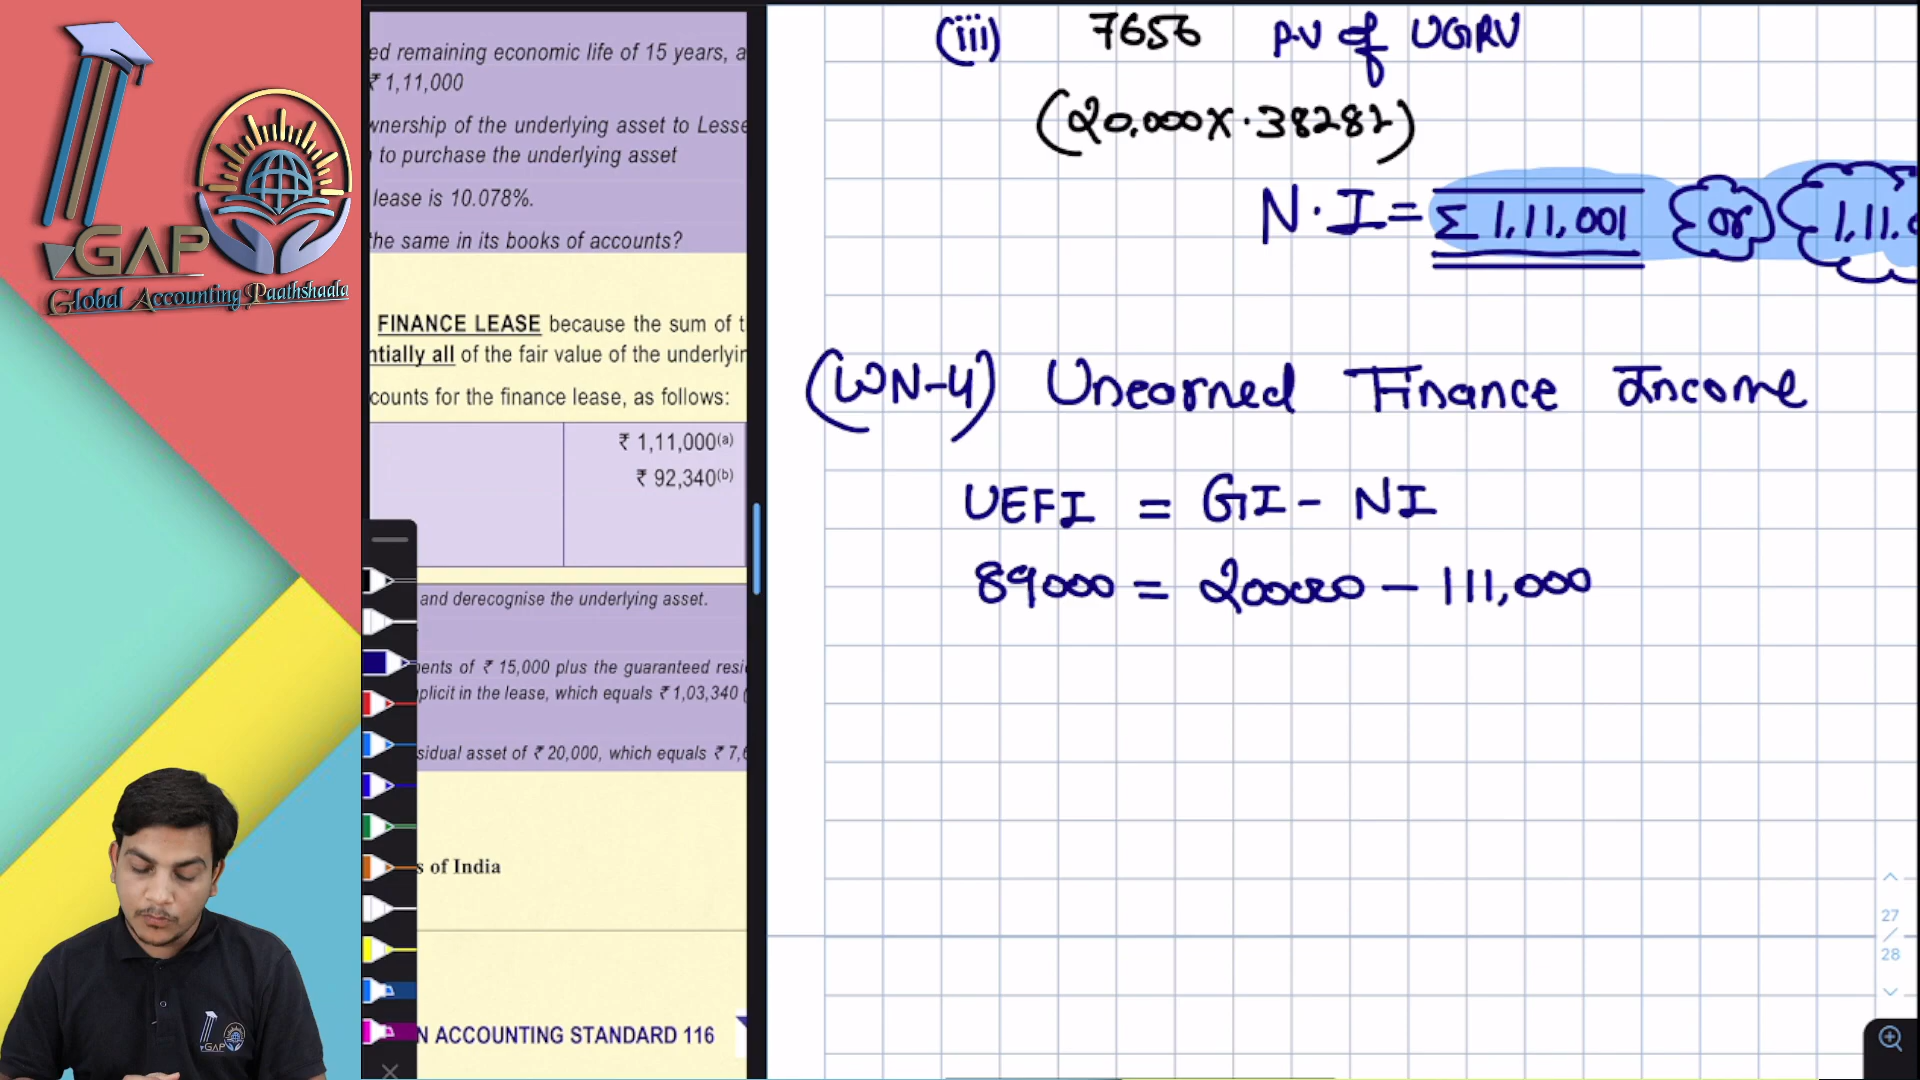 GAP
Global Accounting Paathshaala
ed remaining economic life of 15 years, a
₹ 1,11,000
wnership of the underlying asset to Lesse
to purchase the underlying asset
lease is 10.078%.
the same in its books of accounts?
FINANCE LEASE because the sum of t
ntially all of the fair value of the underlyin
counts for the finance lease, as follows:
₹ 1,11,000(a)
₹ 92,340(b)
and derecognise the underlying asset.
ents of ₹ 15,000 plus the guaranteed resi
plicit in the lease, which equals ₹ 1,03,340
sidual asset of ₹ 20,000, which equals ₹ 7,6
s of India
N ACCOUNTING STANDARD 116
(iii) 7656 P.V of UGRV
(20,000X.38282)
N.I = Σ 1,11,001 {or} {1,11,0
(WN-4) Unearned Finance Income
UEFI = GI - NI
89000 = 200000 - 111,000
27
/
28
GAP